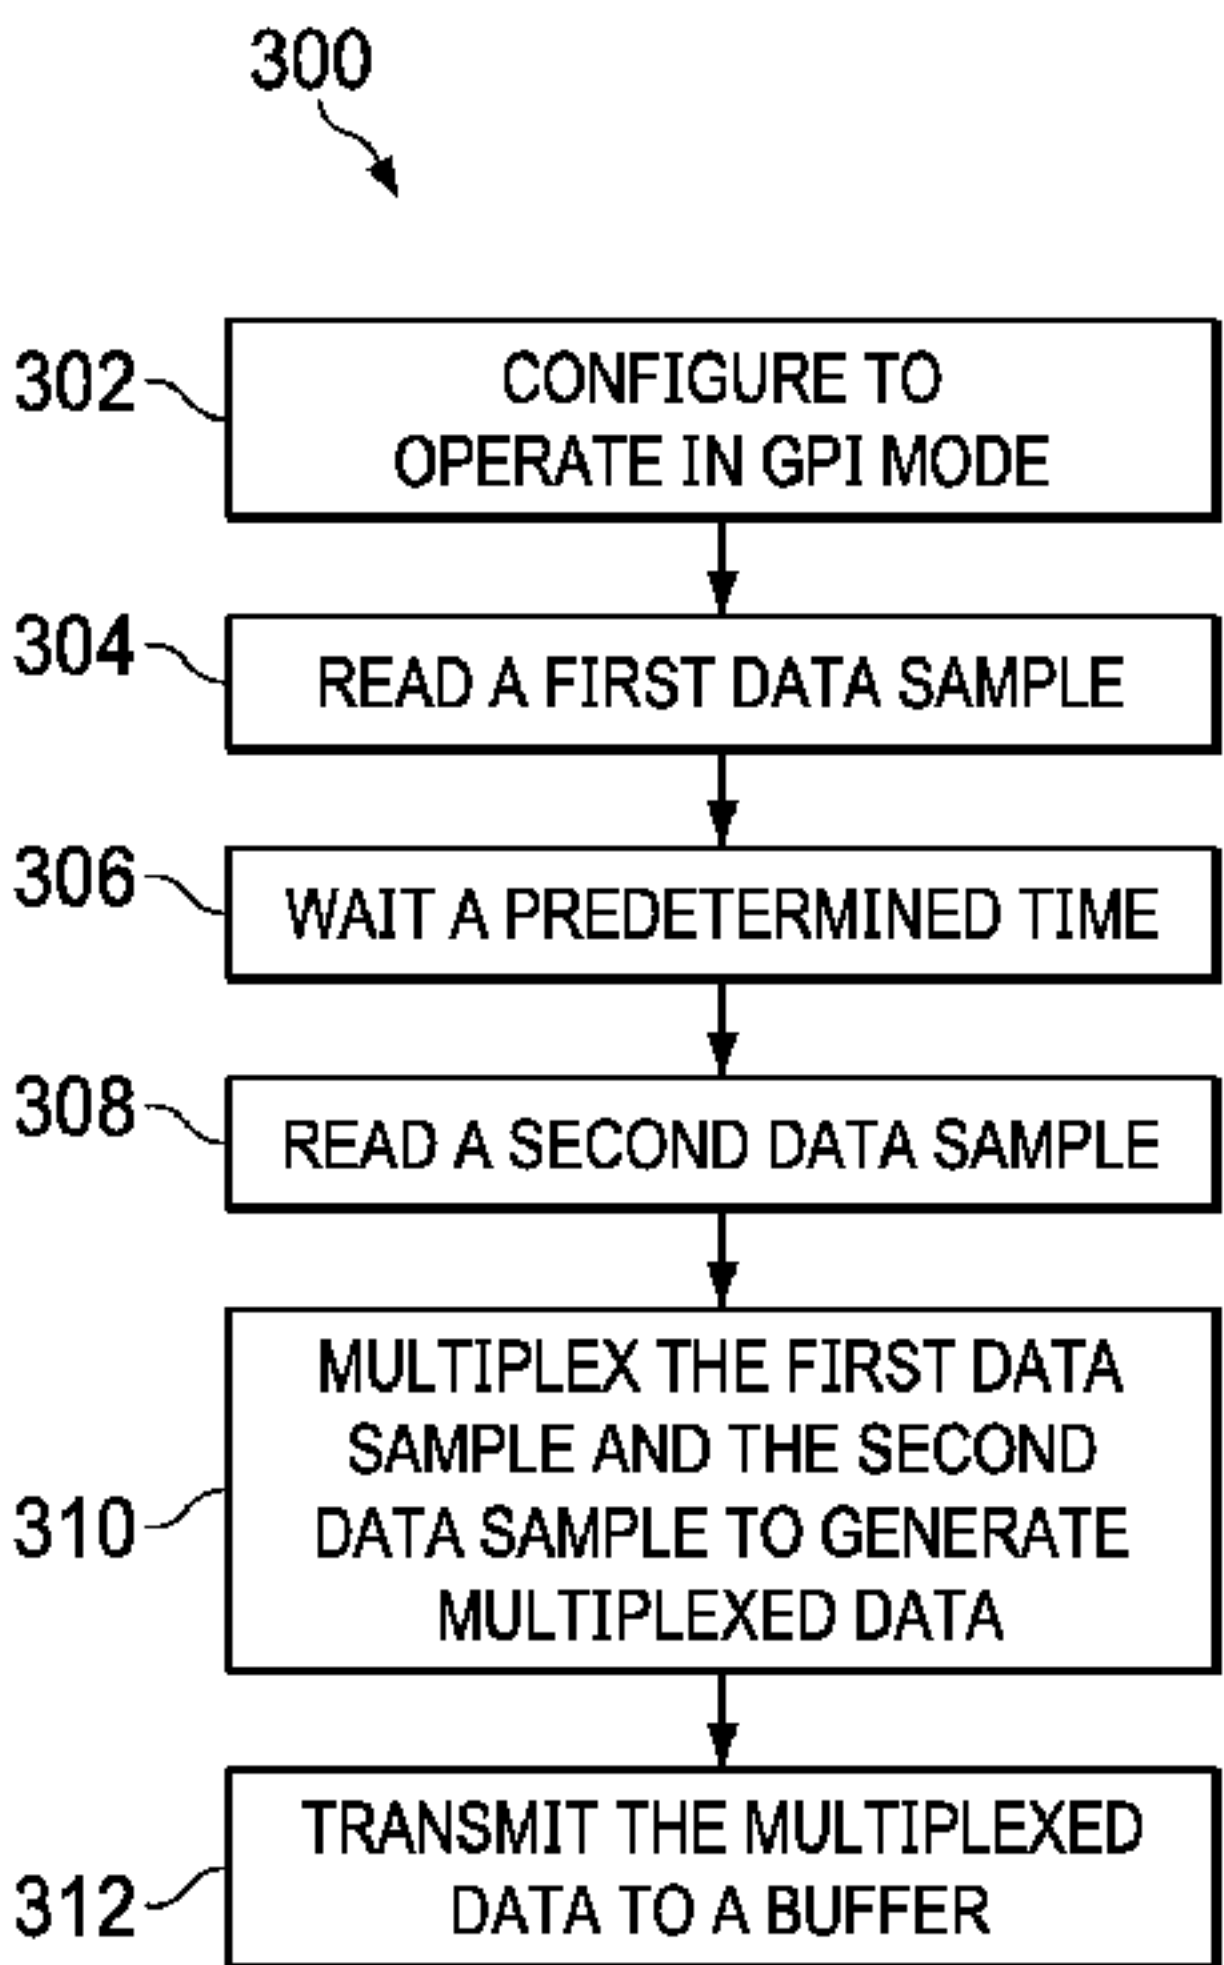 300
302
CONFIGURE TO
OPERATE IN GPI MODE
304
READ A FIRST DATA SAMPLE
306
WAIT A PREDETERMINED TIME
308
READ A SECOND DATA SAMPLE
310
MULTIPLEX THE FIRST DATA
SAMPLE AND THE SECOND
DATA SAMPLE TO GENERATE
MULTIPLEXED DATA
312
TRANSMIT THE MULTIPLEXED
DATA TO A BUFFER